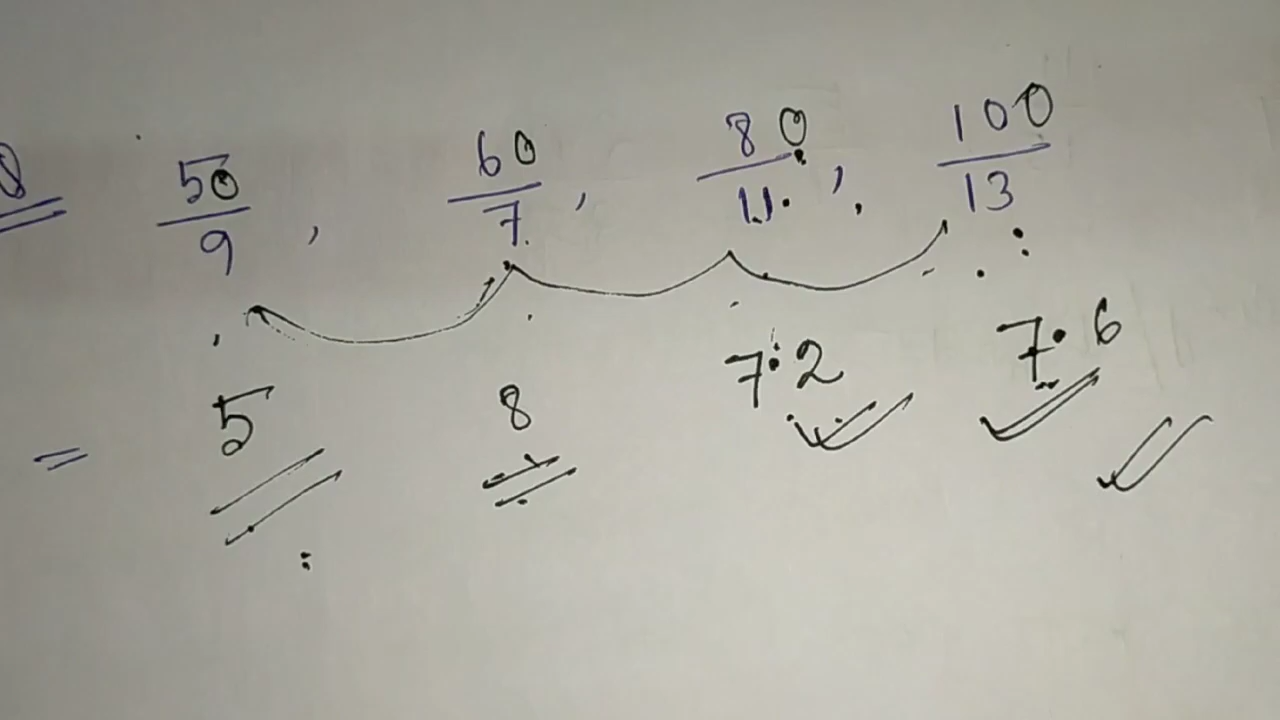 50/9 , 60/7 , 80/11 , 100/13
= 5 8 7.2 7.6